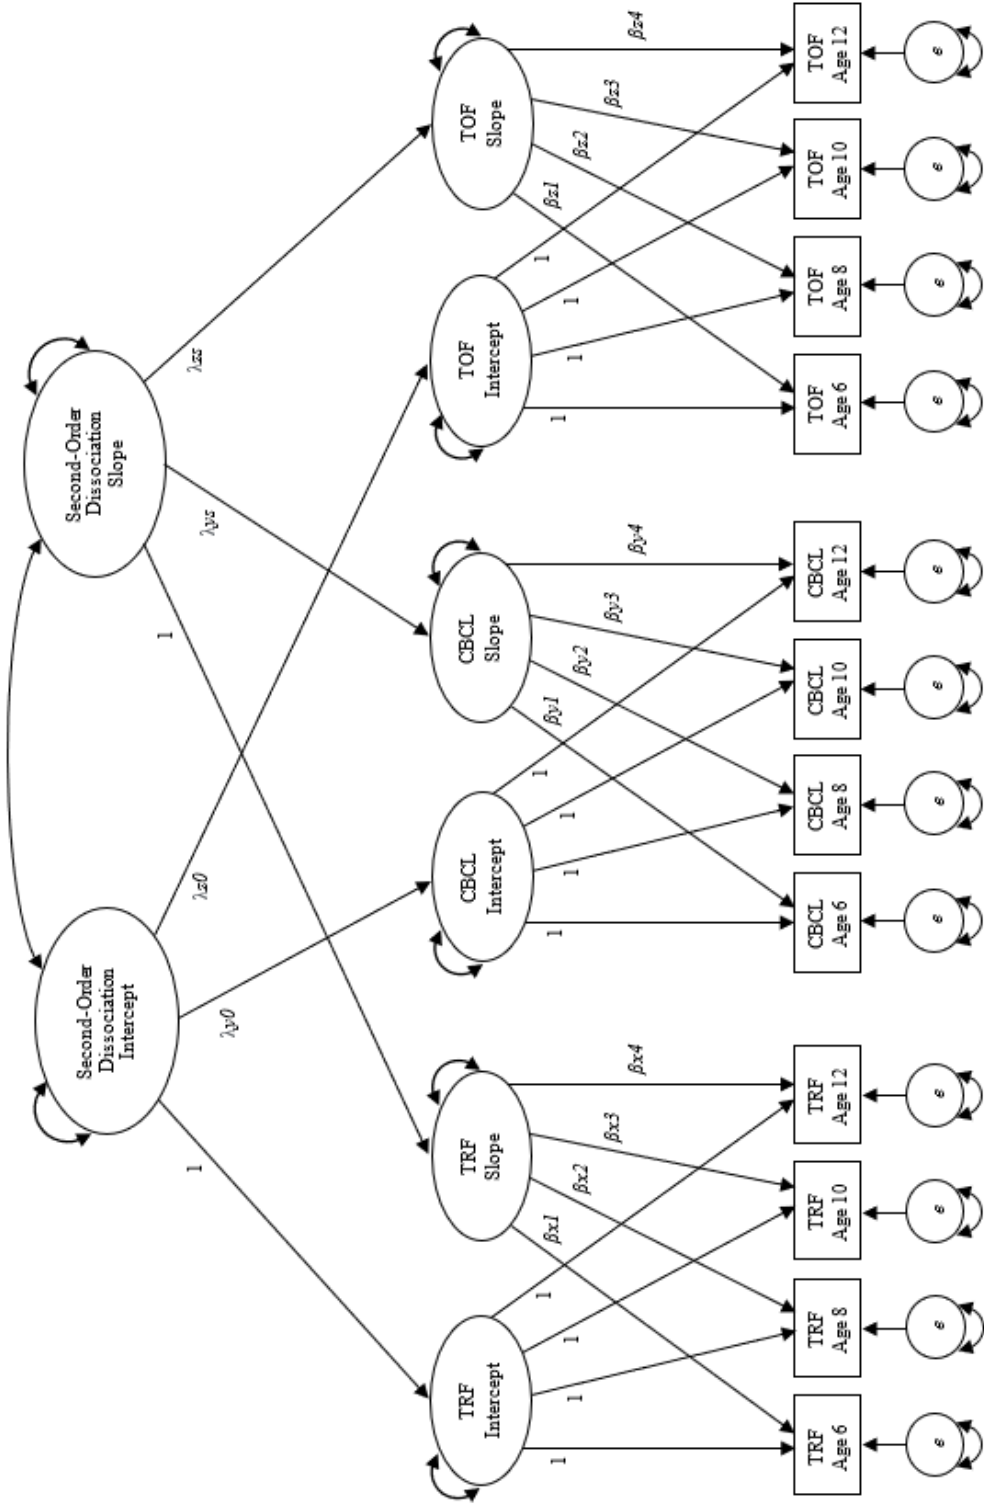 Second-Order
Dissociation
Intercept
Second-Order
Dissociation
Slope
1
λy0
λz0
1
λys
λzs
TRF
Intercept
TRF
Slope
CBCL
Intercept
CBCL
Slope
TOF
Intercept
TOF
Slope
1
1
1
1
βx1
βx2
βx3
βx4
1
1
1
1
βy1
βy2
βy3
βy4
1
1
1
1
βz1
βz2
βz3
βz4
TRF
Age 6
TRF
Age 8
TRF
Age 10
TRF
Age 12
CBCL
Age 6
CBCL
Age 8
CBCL
Age 10
CBCL
Age 12
TOF
Age 6
TOF
Age 8
TOF
Age 10
TOF
Age 12
ε
ε
ε
ε
ε
ε
ε
ε
ε
ε
ε
ε